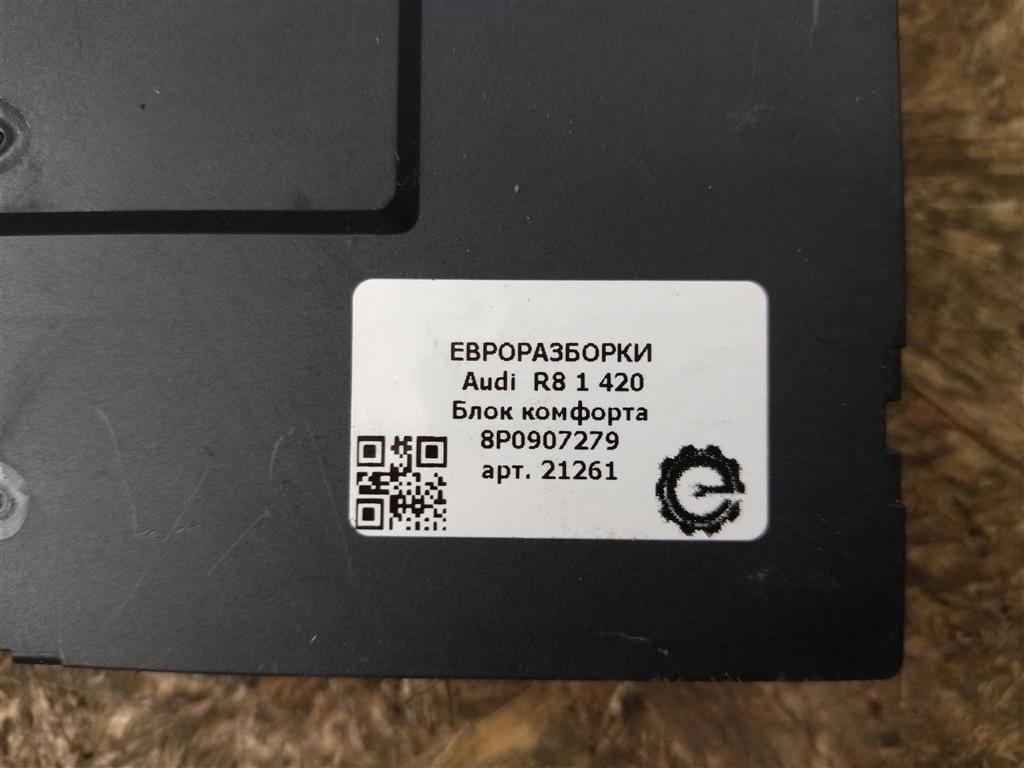 ЕВРОРАЗБОРКИ
Audi R8 1 420
Блок комфорта
8P0907279
арт. 21261